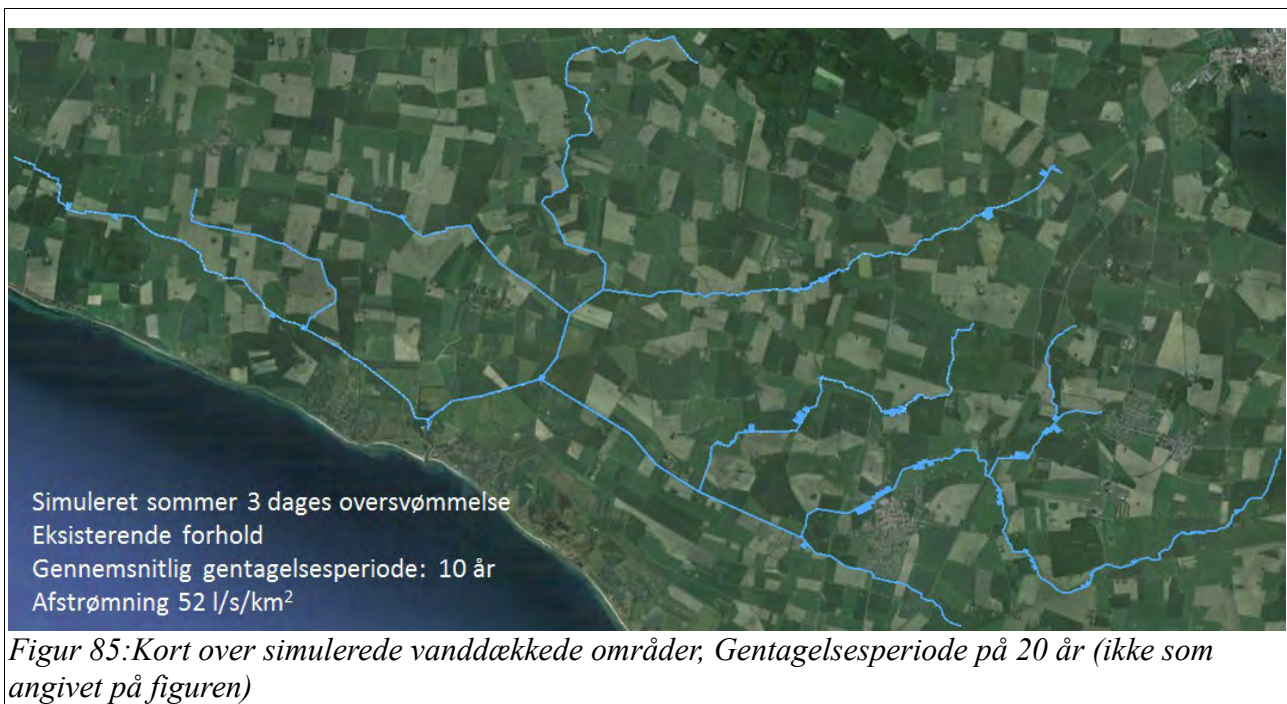 Simuleret sommer 3 dages oversvømmelse
Eksisterende forhold
Gennemsnitlig gentagelsesperiode: 10 år
Afstrømning 52 l/s/km²
Figur 85:Kort over simulerede vanddækkede områder, Gentagelsesperiode på 20 år (ikke som
angivet på figuren)